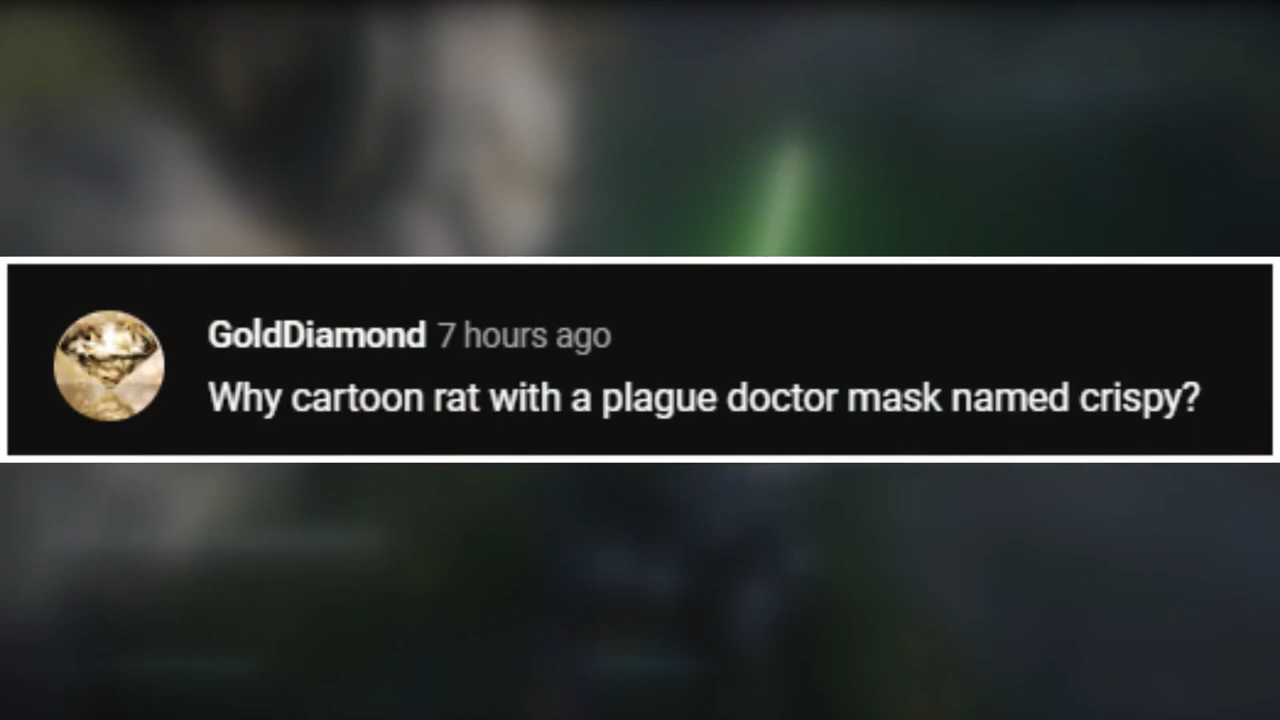 GoldDiamond 7 hours ago
Why cartoon rat with a plague doctor mask named crispy?